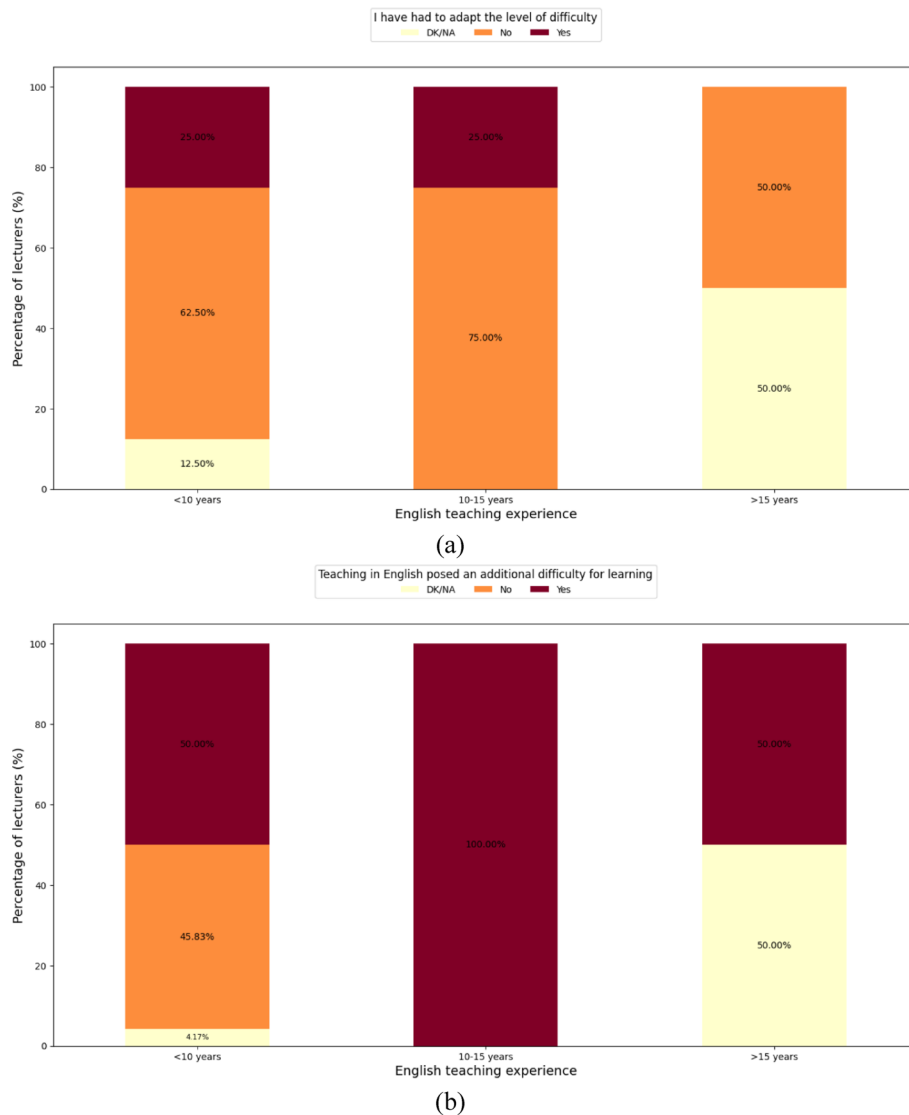 I have had to adapt the level of difficulty
DK/NA No Yes
100
80
60
40
20
0
Percentage of lecturers (%)
25.00%
62.50%
12.50%
25.00%
75.00%
50.00%
50.00%
<10 years 10-15 years >15 years
English teaching experience
(a)
Teaching in English posed an additional difficulty for learning
DK/NA No Yes
100
80
60
40
20
0
Percentage of lecturers (%)
50.00%
45.83%
4.17%
100.00%
50.00%
50.00%
<10 years 10-15 years >15 years
English teaching experience
(b)